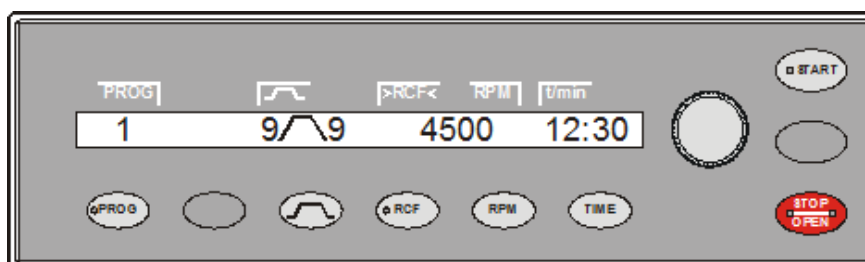 START
PROG >RCF< RPM t/min
1 9 9 4500 12:30
PROG RCF RPM TIME
STOP
OPEN